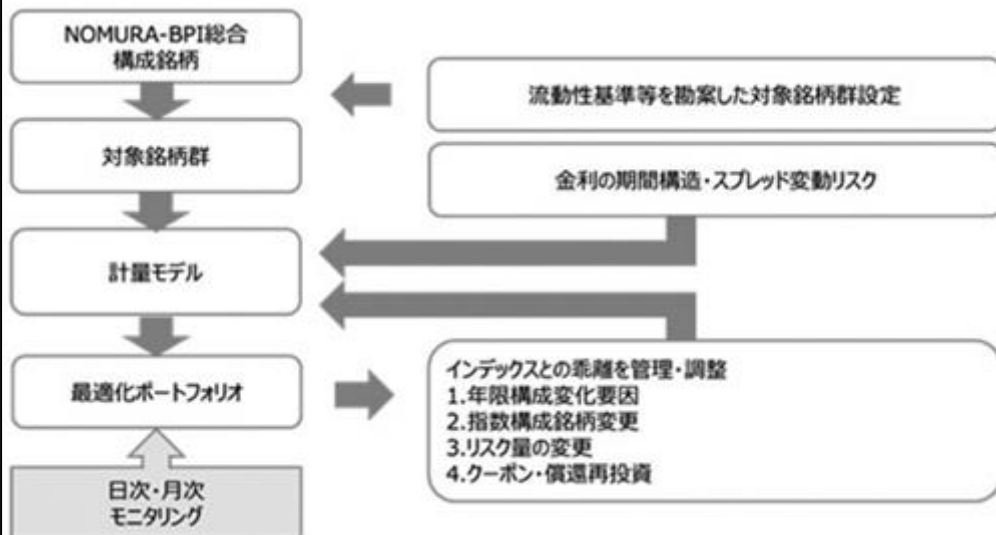 NOMURA-BPI総合
構成銘柄
流動性基準等を勘案した対象銘柄群設定
対象銘柄群
金利の期間構造・スプレッド変動リスク
計量モデル
最適化ポートフォリオ
インデックスとの乖離を管理・調整
1.年限構成変化要因
2.指数構成銘柄変更
3.リスク量の変更
4.クーポン・償還再投資
日次・月次
モニタリング